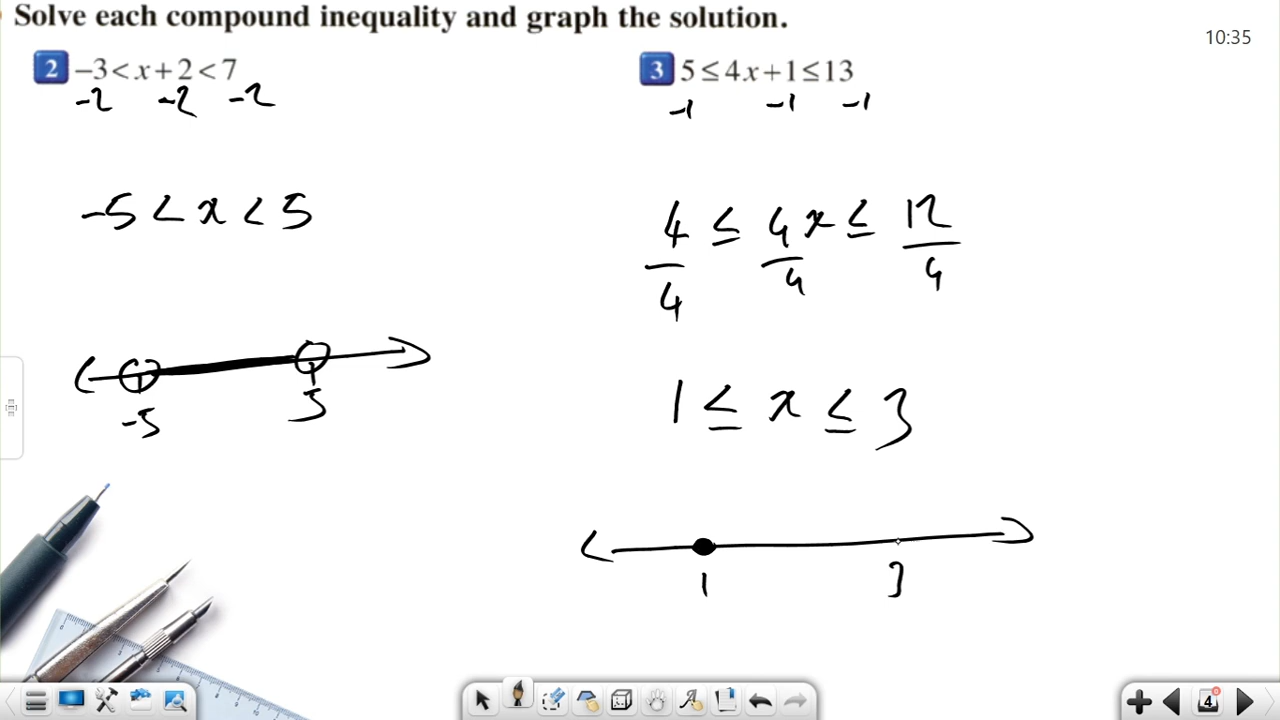 Solve each compound inequality and graph the solution.
10:35
2 −3<x+2<7
-2 -2 -2
-5 < x < 5
-5 5
3 5≤4x+1≤13
-1 -1 -1
4/4 ≤ 4x/4 ≤ 12/4
1 ≤ x ≤ 3
1 3
4